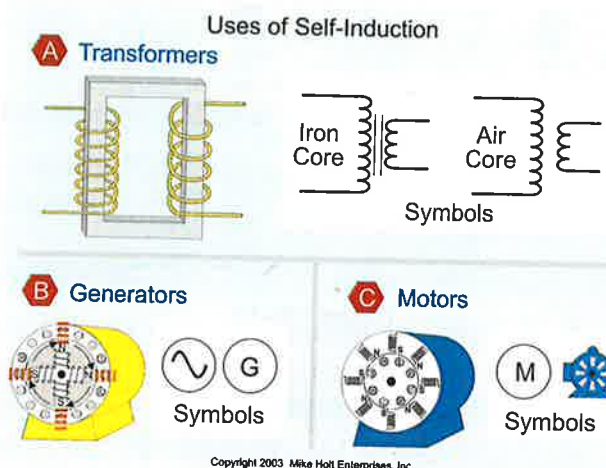 Uses of Self-Induction
A Transformers
Iron
Core
Air
Core
Symbols
B Generators
G
Symbols
C Motors
M
Symbols
Copyright 2003 Mike Holt Enterprises, Inc